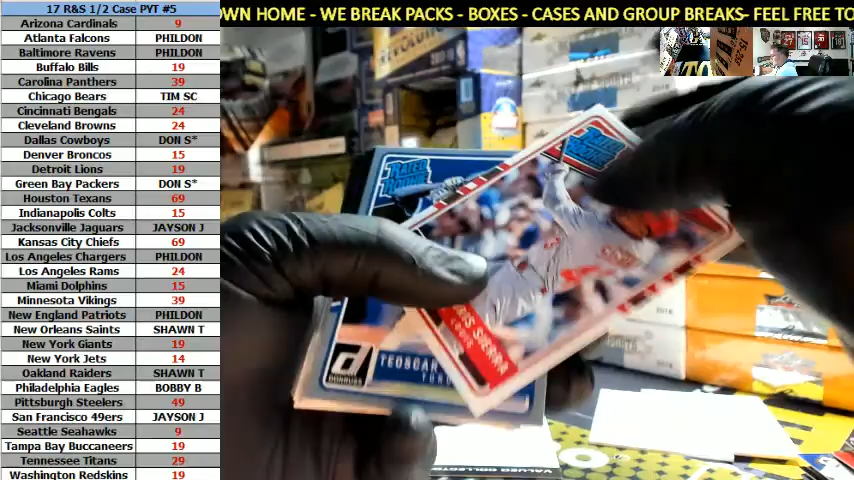 17 R&S 1/2 Case PYT #5
OWN HOME - WE BREAK PACKS - BOXES - CASES AND GROUP BREAKS- FEEL FREE TO
Arizona Cardinals 9
Atlanta Falcons PHILDON
Baltimore Ravens PHILDON
Buffalo Bills 19
Carolina Panthers 39
Chicago Bears TIM SC
Cincinnati Bengals 24
Cleveland Browns 24
Dallas Cowboys DON S*
Denver Broncos 15
Detroit Lions 19
Green Bay Packers DON S*
Houston Texans 69
Indianapolis Colts 15
Jacksonville Jaguars JAYSON J
Kansas City Chiefs 69
Los Angeles Chargers PHILDON
Los Angeles Rams 24
Miami Dolphins 15
Minnesota Vikings 39
New England Patriots PHILDON
New Orleans Saints SHAWN T
New York Giants 19
New York Jets 14
Oakland Raiders SHAWN T
Philadelphia Eagles BOBBY B
Pittsburgh Steelers 49
San Francisco 49ers JAYSON J
Seattle Seahawks 9
Tampa Bay Buccaneers 19
Tennessee Titans 29
Washington Redskins 19
RATED ROOKIE
RATED ROOKIE
SIERRA
DONRUSS
TEOSCAR
VALUED COLLECTOR